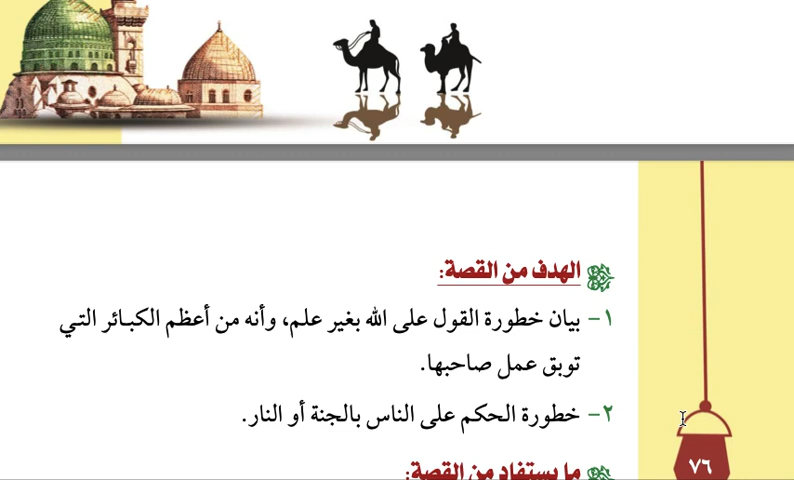 الهدف من القصة:
١- بيان خطورة القول على الله بغير علم، وأنه من أعظم الكبائر التي
توبق عمل صاحبها.
٢- خطورة الحكم على الناس بالجنة أو النار.
ما يستفاد من القصة:
٧٦